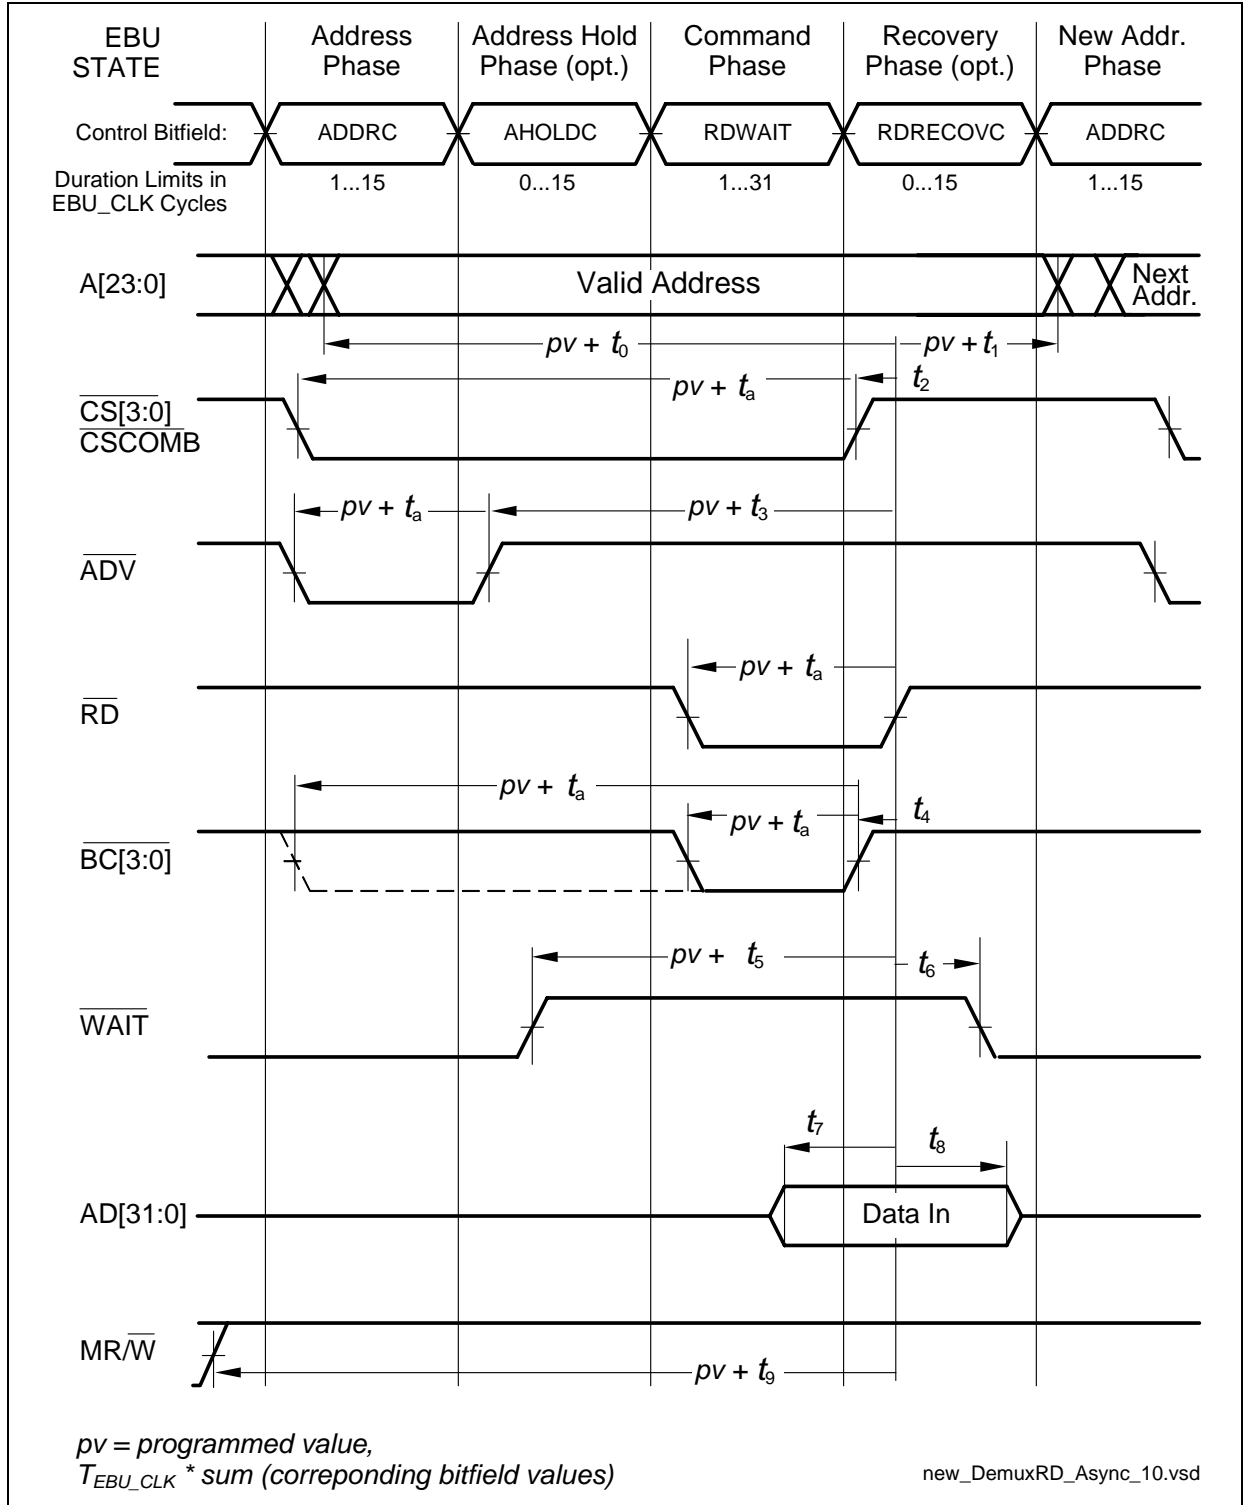 EBU STATE
Address Phase
Address Hold Phase (opt.)
Command Phase
Recovery Phase (opt.)
New Addr. Phase
Control Bitfield:
ADDRC
AHOLDC
RDWAIT
RDRECOVC
ADDRC
Duration Limits in EBU_CLK Cycles
1...15
0...15
1...31
0...15
1...15
A[23:0]
Valid Address
Next Addr.
pv + t0
pv + t1
pv + ta
t2
CS[3:0]
CSCOMB
pv + ta
pv + t3
ADV
pv + ta
RD
pv + ta
pv + ta
t4
BC[3:0]
pv + t5
t6
WAIT
t7
t8
AD[31:0]
Data In
MR/W
pv + t9
pv = programmed value,
TEBU_CLK * sum (correponding bitfield values)
new_DemuxRD_Async_10.vsd